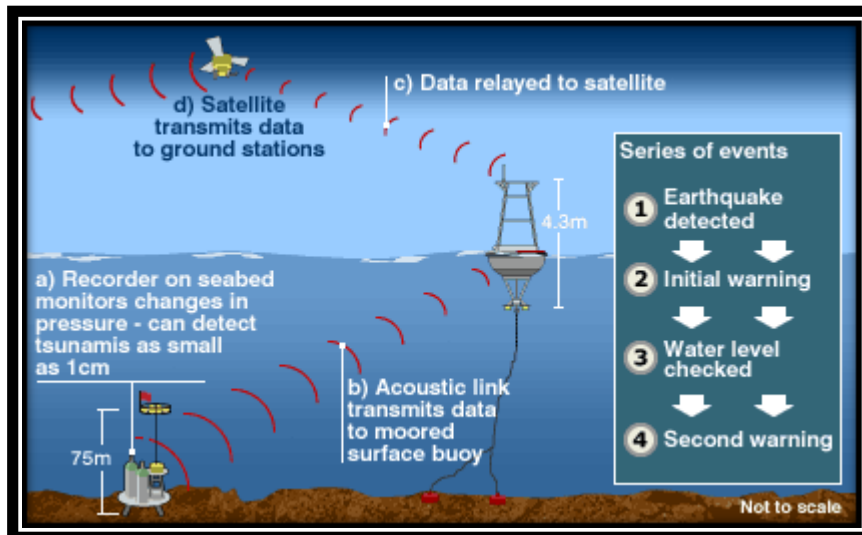 c) Data relayed to satellite
d) Satellite
transmits data
to ground stations
4.3m
a) Recorder on seabed
monitors changes in
pressure - can detect
tsunamis as small
as 1cm
b) Acoustic link
transmits data
to moored
surface buoy
75m
Series of events
1 Earthquake
detected
2 Initial warning
3 Water level
checked
4 Second warning
Not to scale